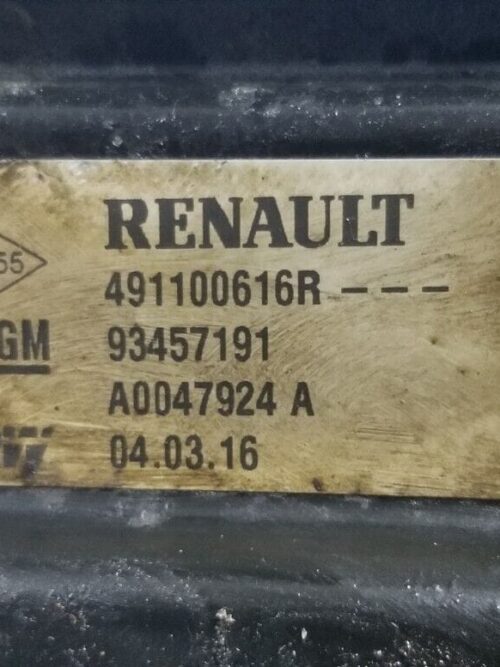 RENAULT
55 491100616R – – –
GM 93457191
A0047924 A
04.03.16